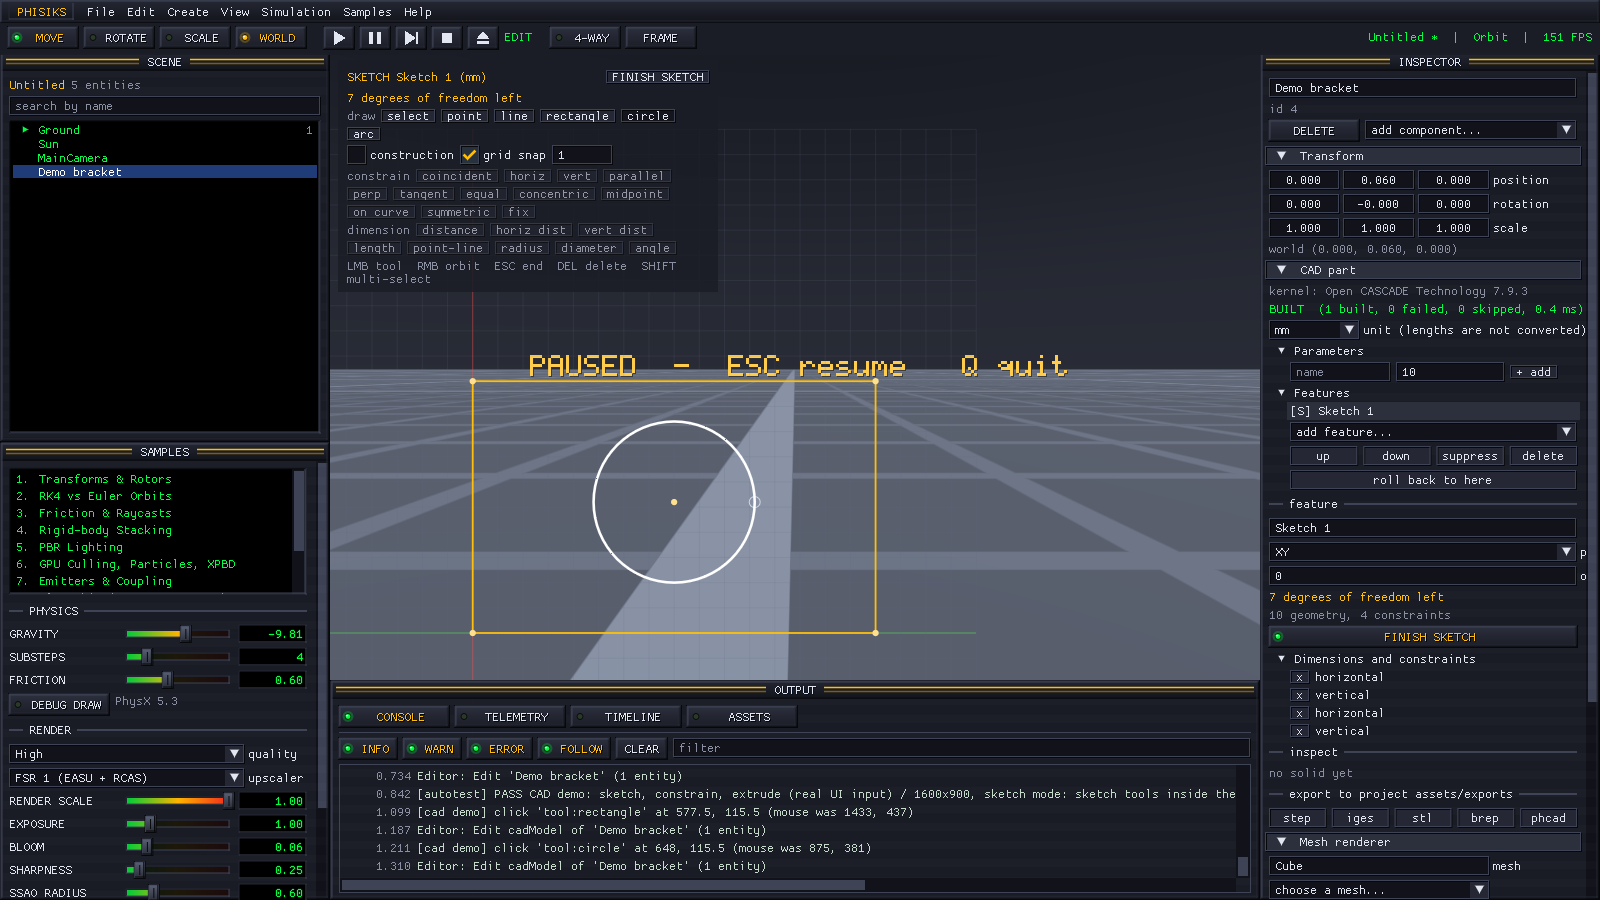 PHISIKS File Edit Create View Simulation Samples Help
MOVE ROTATE SCALE WORLD EDIT 4-WAY FRAME Untitled * | Orbit | 151 FPS
SCENE
Untitled 5 entities
search by name
Ground 1
Sun
MainCamera
Demo bracket
SAMPLES
1. Transforms & Rotors
2. RK4 vs Euler Orbits
3. Friction & Raycasts
4. Rigid-body Stacking
5. PBR Lighting
6. GPU Culling, Particles, XPBD
7. Emitters & Coupling
PHYSICS
GRAVITY -9.81
SUBSTEPS 4
FRICTION 0.60
DEBUG DRAW PhysX 5.3
RENDER
High quality
FSR 1 (EASU + RCAS) upscaler
RENDER SCALE 1.00
EXPOSURE 1.00
BLOOM 0.06
SHARPNESS 0.25
SSAO RADIUS 0.60
SKETCH Sketch 1 (mm) FINISH SKETCH
7 degrees of freedom left
draw select point line rectangle circle
arc
construction grid snap 1
constrain coincident horiz vert parallel
perp tangent equal concentric midpoint
on curve symmetric fix
dimension distance horiz dist vert dist
length point-line radius diameter angle
LMB tool RMB orbit ESC end DEL delete SHIFT
multi-select
PAUSED - ESC resume Q quit
OUTPUT
CONSOLE TELEMETRY TIMELINE ASSETS
INFO WARN ERROR FOLLOW CLEAR filter
0.734 Editor: Edit 'Demo bracket' (1 entity)
0.842 [autotest] PASS CAD demo: sketch, constrain, extrude (real UI input) / 1600x900, sketch mode: sketch tools inside the
1.099 [cad demo] click 'tool:rectangle' at 577.5, 115.5 (mouse was 1433, 437)
1.187 Editor: Edit cadModel of 'Demo bracket' (1 entity)
1.211 [cad demo] click 'tool:circle' at 648, 115.5 (mouse was 875, 381)
1.310 Editor: Edit cadModel of 'Demo bracket' (1 entity)
INSPECTOR
Demo bracket
id 4
DELETE add component...
Transform
0.000 0.060 0.000 position
0.000 -0.000 0.000 rotation
1.000 1.000 1.000 scale
world (0.000, 0.060, 0.000)
CAD part
kernel: Open CASCADE Technology 7.9.3
BUILT (1 built, 0 failed, 0 skipped, 0.4 ms)
mm unit (lengths are not converted)
Parameters
name 10 + add
Features
[S] Sketch 1
add feature...
up down suppress delete
roll back to here
feature
Sketch 1
XY p
0 o
7 degrees of freedom left
10 geometry, 4 constraints
FINISH SKETCH
Dimensions and constraints
x horizontal
x vertical
x horizontal
x vertical
inspect
no solid yet
export to project assets/exports
step iges stl brep phcad
Mesh renderer
Cube mesh
choose a mesh...